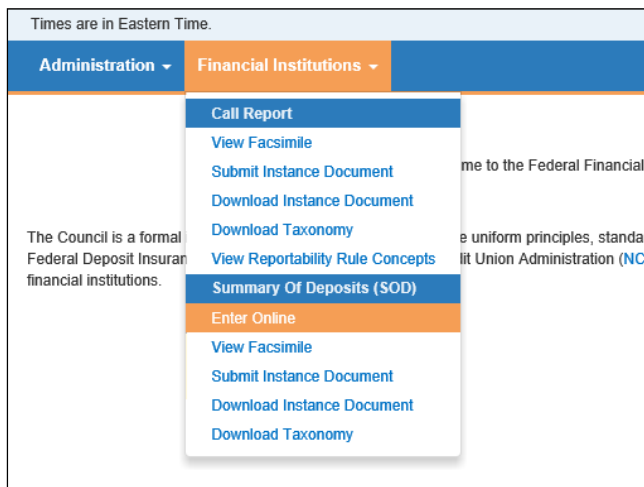 Times are in Eastern Time.
Administration Financial Institutions
Call Report
View Facsimile
me to the Federal Financial
Submit Instance Document
Download Instance Document
Download Taxonomy
The Council is a formal e uniform principles, standa
View Reportability Rule Concepts
Federal Deposit Insuran lit Union Administration (NC
financial institutions.
Summary Of Deposits (SOD)
Enter Online
View Facsimile
Submit Instance Document
Download Instance Document
Download Taxonomy